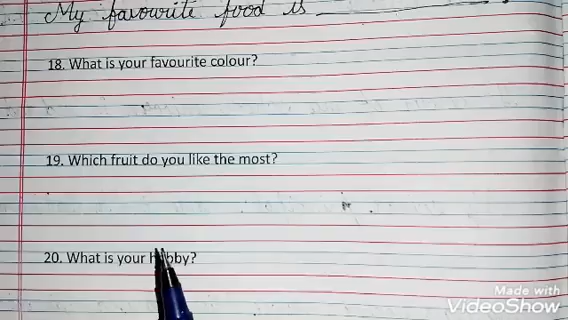 My favourite food is
18. What is your favourite colour?
19. Which fruit do you like the most?
20. What is your hobby?
Made with
VideoShow